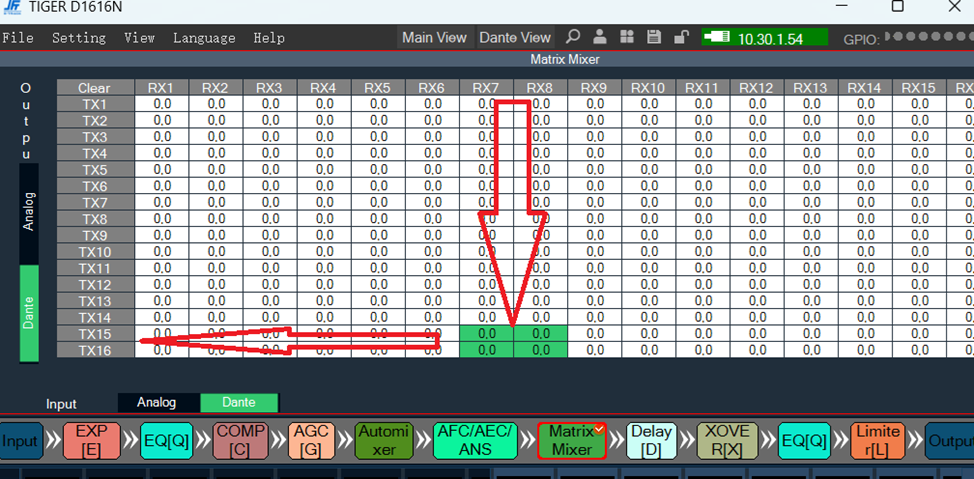 TIGER D1616N
File Setting View Language Help Main View Dante View 10.30.1.54 GPIO:
Matrix Mixer
Outpu
Clear RX1 RX2 RX3 RX4 RX5 RX6 RX7 RX8 RX9 RX10 RX11 RX12 RX13 RX14 RX15
TX1 0.0 0.0 0.0 0.0 0.0 0.0 0.0 0.0 0.0 0.0 0.0 0.0 0.0 0.0 0.0 0.
TX2 0.0 0.0 0.0 0.0 0.0 0.0 0.0 0.0 0.0 0.0 0.0 0.0 0.0 0.0 0.0 0.
TX3 0.0 0.0 0.0 0.0 0.0 0.0 0.0 0.0 0.0 0.0 0.0 0.0 0.0 0.0 0.0 0.
TX4 0.0 0.0 0.0 0.0 0.0 0.0 0.0 0.0 0.0 0.0 0.0 0.0 0.0 0.0 0.0 0.
TX5 0.0 0.0 0.0 0.0 0.0 0.0 0.0 0.0 0.0 0.0 0.0 0.0 0.0 0.0 0.0 0.
TX6 0.0 0.0 0.0 0.0 0.0 0.0 0.0 0.0 0.0 0.0 0.0 0.0 0.0 0.0 0.0 0.
TX7 0.0 0.0 0.0 0.0 0.0 0.0 0.0 0.0 0.0 0.0 0.0 0.0 0.0 0.0 0.0 0.
TX8 0.0 0.0 0.0 0.0 0.0 0.0 0.0 0.0 0.0 0.0 0.0 0.0 0.0 0.0 0.0 0.
TX9 0.0 0.0 0.0 0.0 0.0 0.0 0.0 0.0 0.0 0.0 0.0 0.0 0.0 0.0 0.0 0.
TX10 0.0 0.0 0.0 0.0 0.0 0.0 0.0 0.0 0.0 0.0 0.0 0.0 0.0 0.0 0.0 0.
TX11 0.0 0.0 0.0 0.0 0.0 0.0 0.0 0.0 0.0 0.0 0.0 0.0 0.0 0.0 0.0 0.
TX12 0.0 0.0 0.0 0.0 0.0 0.0 0.0 0.0 0.0 0.0 0.0 0.0 0.0 0.0 0.0 0.
TX13 0.0 0.0 0.0 0.0 0.0 0.0 0.0 0.0 0.0 0.0 0.0 0.0 0.0 0.0 0.0 0.
TX14 0.0 0.0 0.0 0.0 0.0 0.0 0.0 0.0 0.0 0.0 0.0 0.0 0.0 0.0 0.0 0.
TX15 0.0 0.0 0.0 0.0 0.0 0.0 0.0 0.0 0.0 0.0 0.0 0.0 0.0 0.0 0.0 0.
TX16 0.0 0.0 0.0 0.0 0.0 0.0 0.0 0.0 0.0 0.0 0.0 0.0 0.0 0.0 0.0 0.
Analog
Dante
Input Analog Dante
Input
EXP
[E]
EQ[Q]
COMP
[C]
AGC
[G]
Automi
xer
AFC/AEC/
ANS
Matrix
Mixer
Delay
[D]
XOVE
R[X]
EQ[Q]
Limite
r[L]
Output